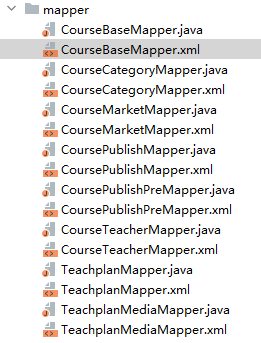 mapper
CourseBaseMapper.java
CourseBaseMapper.xml
CourseCategoryMapper.java
CourseCategoryMapper.xml
CourseMarketMapper.java
CourseMarketMapper.xml
CoursePublishMapper.java
CoursePublishMapper.xml
CoursePublishPreMapper.java
CoursePublishPreMapper.xml
CourseTeacherMapper.java
CourseTeacherMapper.xml
TeachplanMapper.java
TeachplanMapper.xml
TeachplanMediaMapper.java
TeachplanMediaMapper.xml